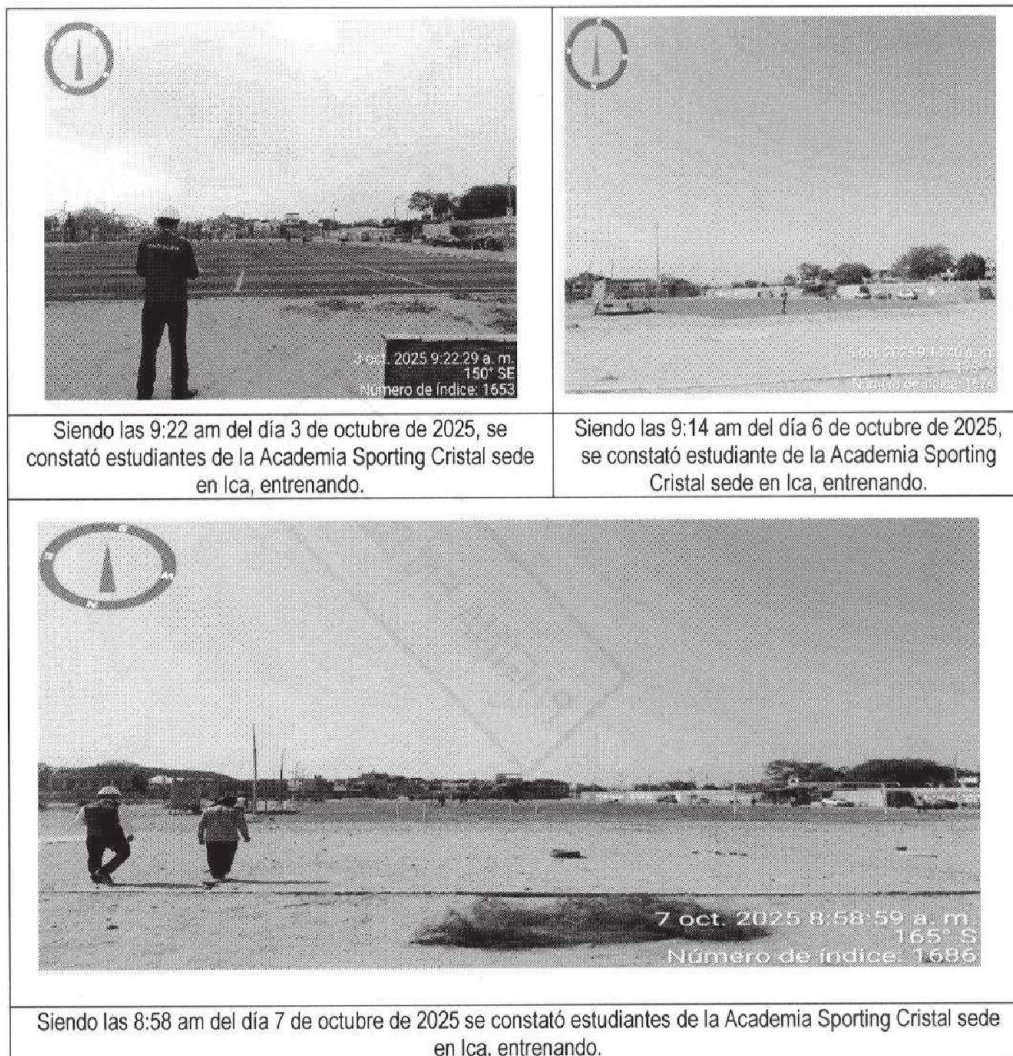 3 oct. 2025 9:22:29 a. m.
150° SE
Número de índice: 1653
Siendo las 9:22 am del día 3 de octubre de 2025, se
constató estudiantes de la Academia Sporting Cristal sede
en Ica, entrenando.
Siendo las 9:14 am del día 6 de octubre de 2025,
se constató estudiante de la Academia Sporting
Cristal sede en Ica, entrenando.
7 oct. 2025 8:58:59 a. m.
165° S
Número de índice: 1686
Siendo las 8:58 am del día 7 de octubre de 2025 se constató estudiantes de la Academia Sporting Cristal sede
en Ica, entrenando.